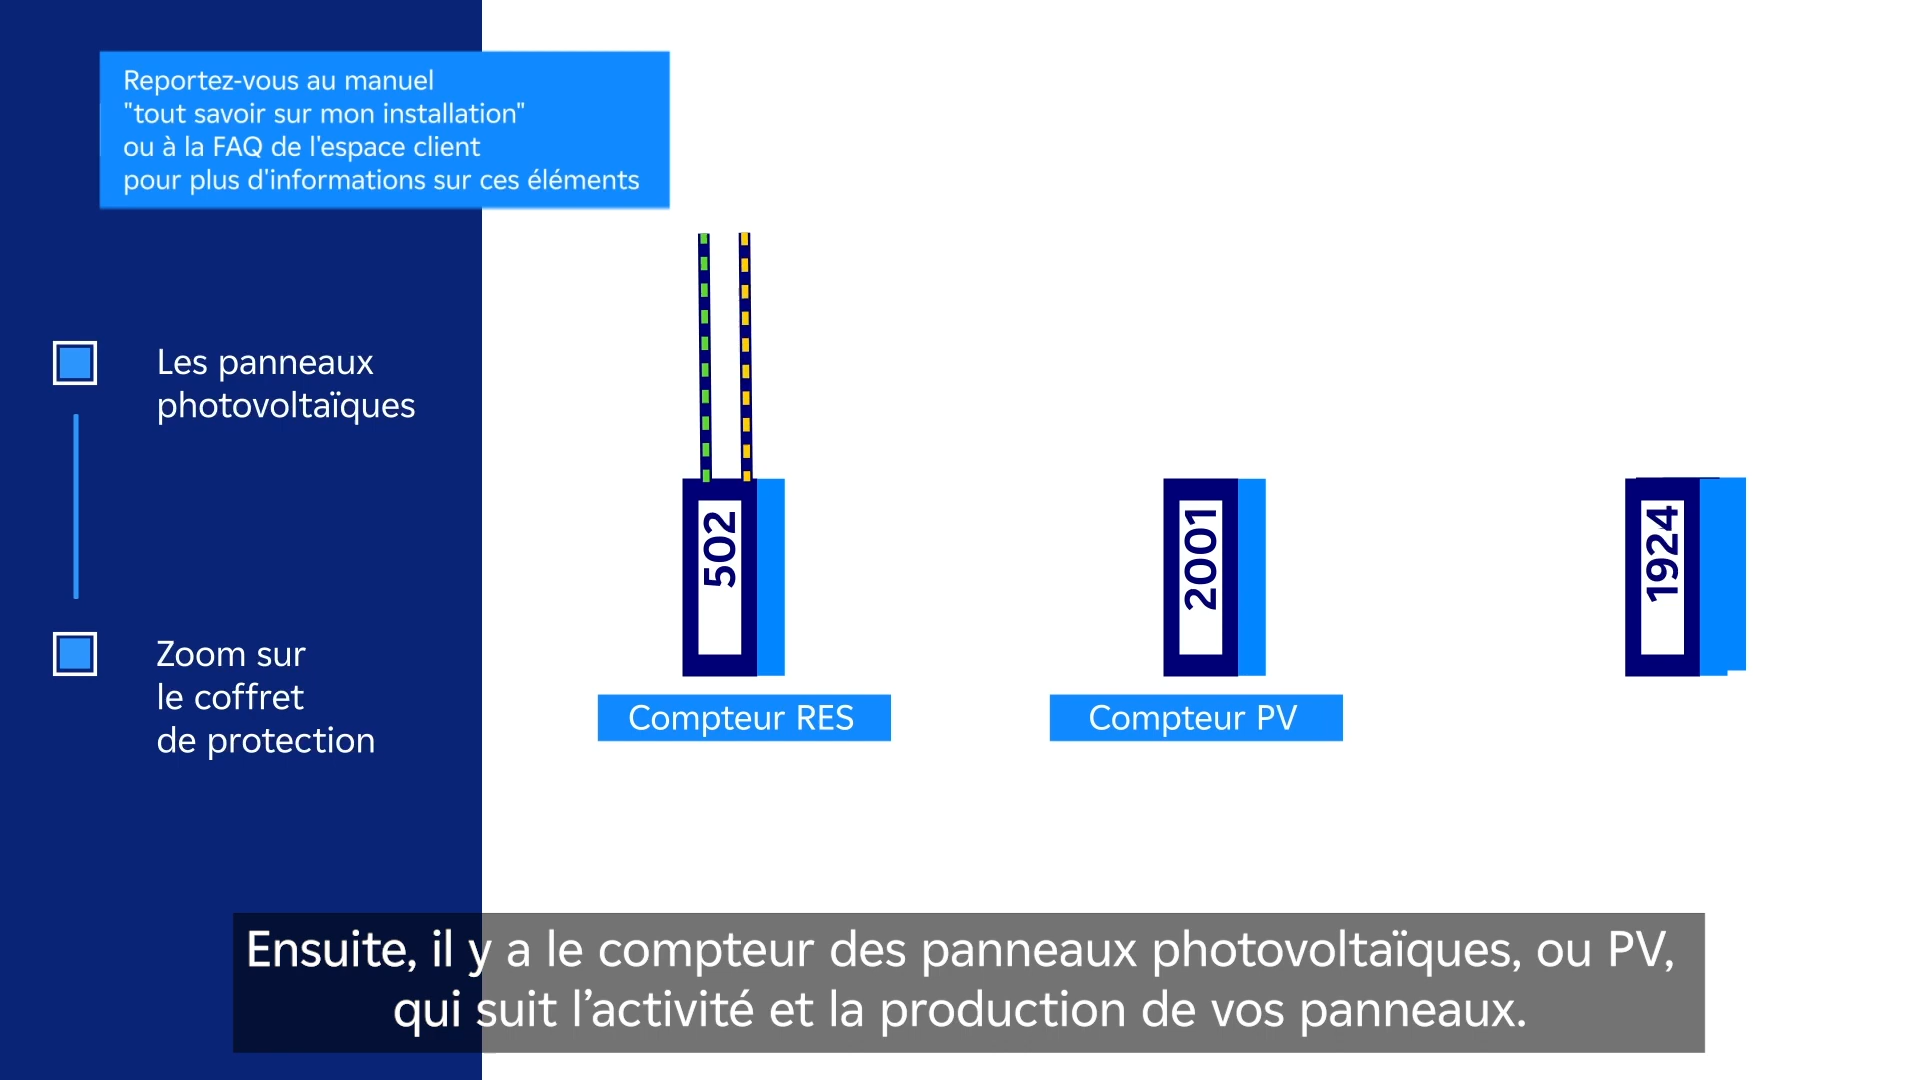 Reportez-vous au manuel
"tout savoir sur mon installation"
ou à la FAQ de l'espace client
pour plus d'informations sur ces éléments
Les panneaux
photovoltaïques
Zoom sur
le coffret
de protection
502
2001
1924
Compteur RES
Compteur PV
Ensuite, il y a le compteur des panneaux photovoltaïques, ou PV,
qui suit l’activité et la production de vos panneaux.